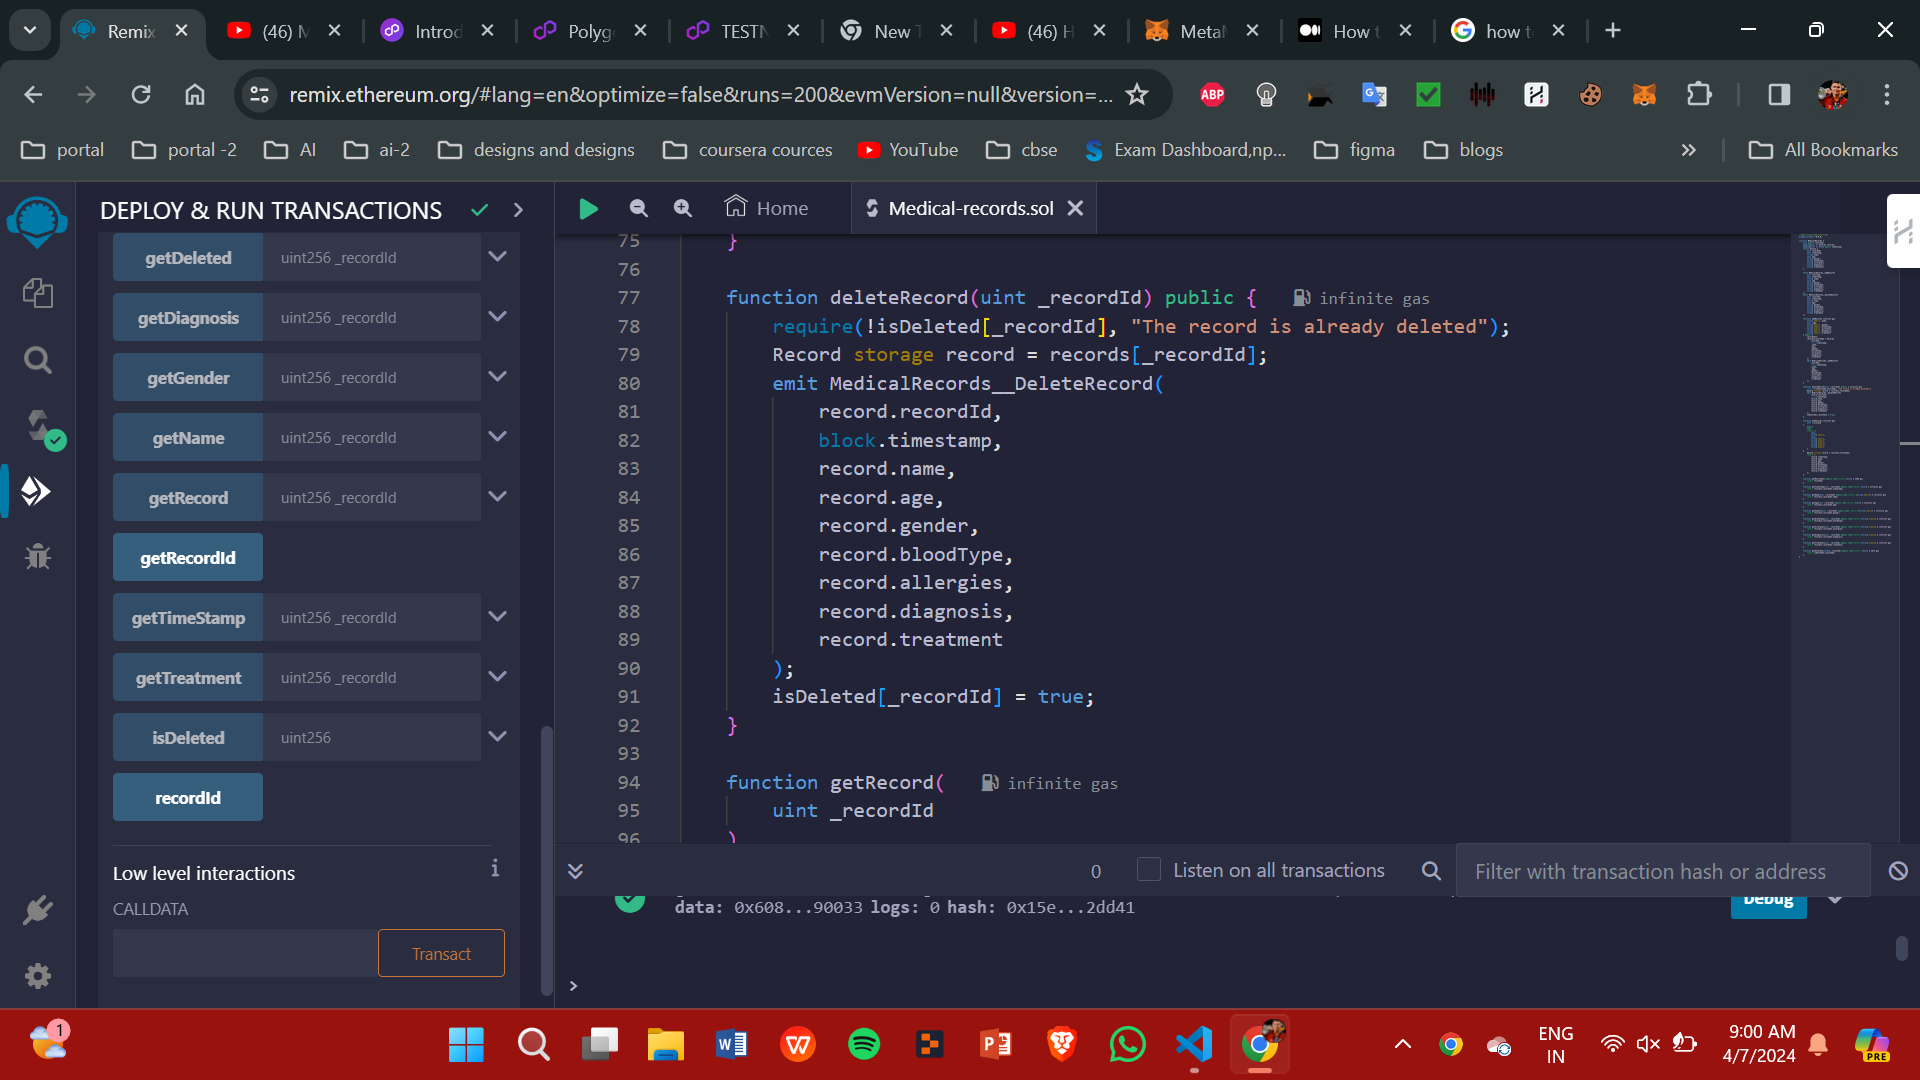 Remix
(46) M
Introd
Polyg
TESTN
New T
(46) H
Meta
How t
how t
remix.ethereum.org/#lang=en&optimize=false&runs=200&evmVersion=null&version=...
ABP
portal
portal -2
AI
ai-2
designs and designs
coursera cources
YouTube
cbse
Exam Dashboard,np...
figma
blogs
»
All Bookmarks
DEPLOY & RUN TRANSACTIONS
getDeleted uint256 _recordId
getDiagnosis uint256 _recordId
getGender uint256 _recordId
getName uint256 _recordId
getRecord uint256 _recordId
getRecordId
getTimeStamp uint256 _recordId
getTreatment uint256 _recordId
isDeleted uint256
recordId
Low level interactions
i
CALLDATA
Transact
Home
Medical-records.sol
75 }
76
77 function deleteRecord(uint _recordId) public { infinite gas
78 require(!isDeleted[_recordId], "The record is already deleted");
79 Record storage record = records[_recordId];
80 emit MedicalRecords__DeleteRecord(
81 record.recordId,
82 block.timestamp,
83 record.name,
84 record.age,
85 record.gender,
86 record.bloodType,
87 record.allergies,
88 record.diagnosis,
89 record.treatment
90 );
91 isDeleted[_recordId] = true;
92 }
93
94 function getRecord( infinite gas
95 uint _recordId
96 )
0
Listen on all transactions
Filter with transaction hash or address
data: 0x608...90033 logs: 0 hash: 0x15e...2dd41
Debug
>
1
ENG
IN
9:00 AM
4/7/2024
PRE